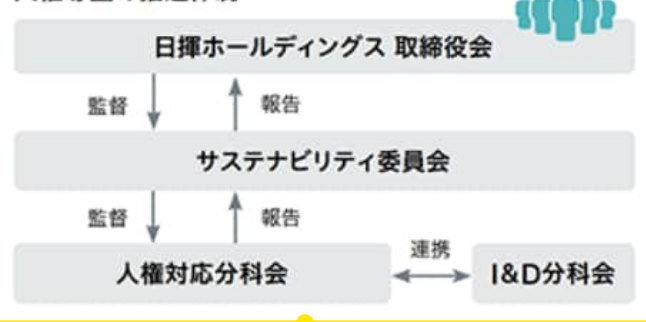 日揮ホールディングス 取締役会
監督 報告
サステナビリティ委員会
監督 報告
連携
人権対応分科会 I&D分科会